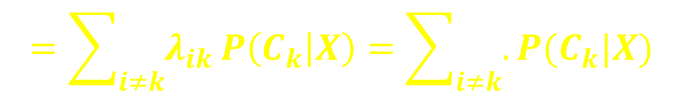 = ∑_{i≠k} λ_{ik} P(C_k|X) = ∑_{i≠k} . P(C_k|X)